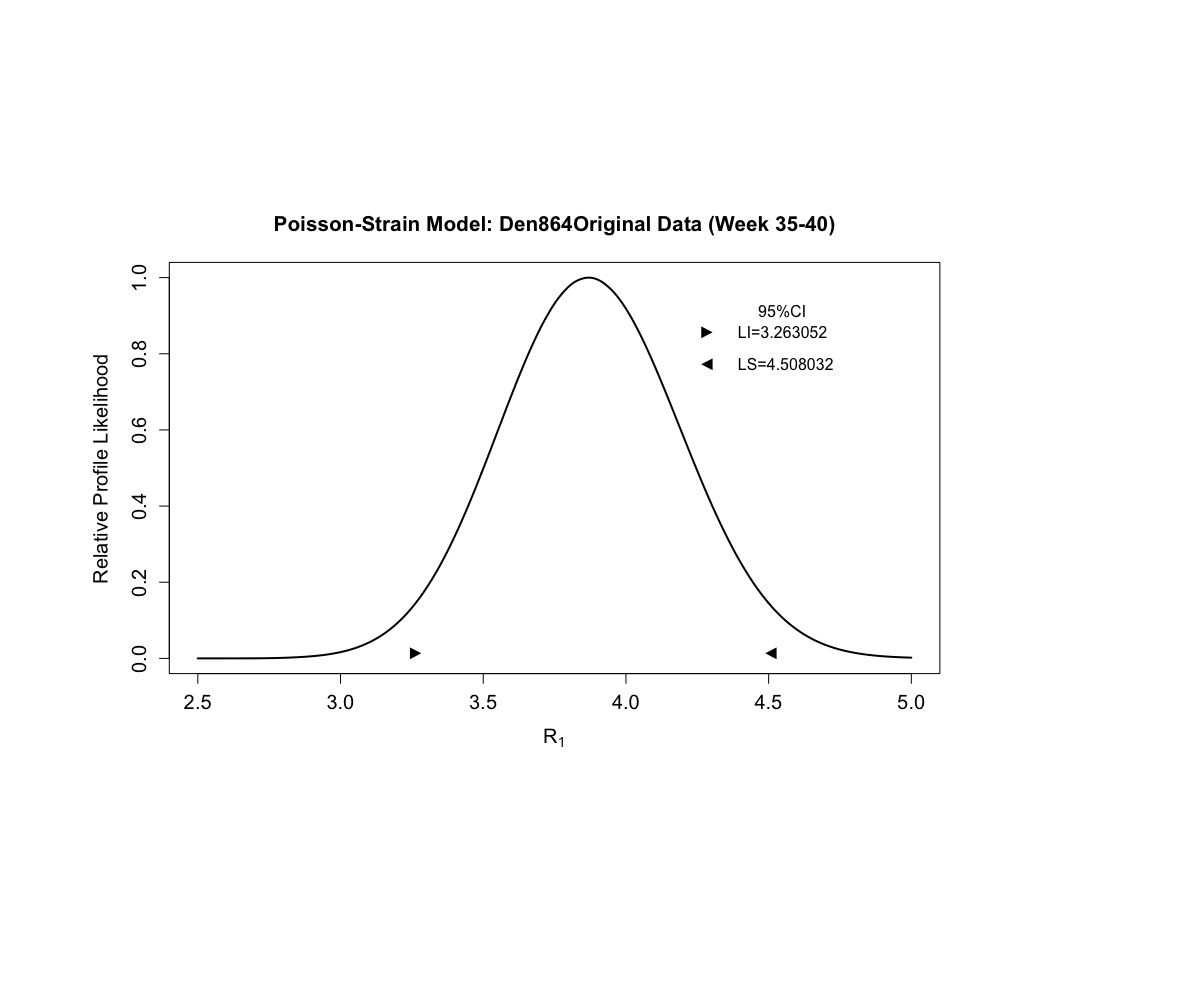 Poisson-Strain Model: Den864Original Data (Week 35-40)
95%CI
LI=3.263052
LS=4.508032
Relative Profile Likelihood
1.0
0.8
0.6
0.4
0.2
0.0
2.5 3.0 3.5 4.0 4.5 5.0
R₁